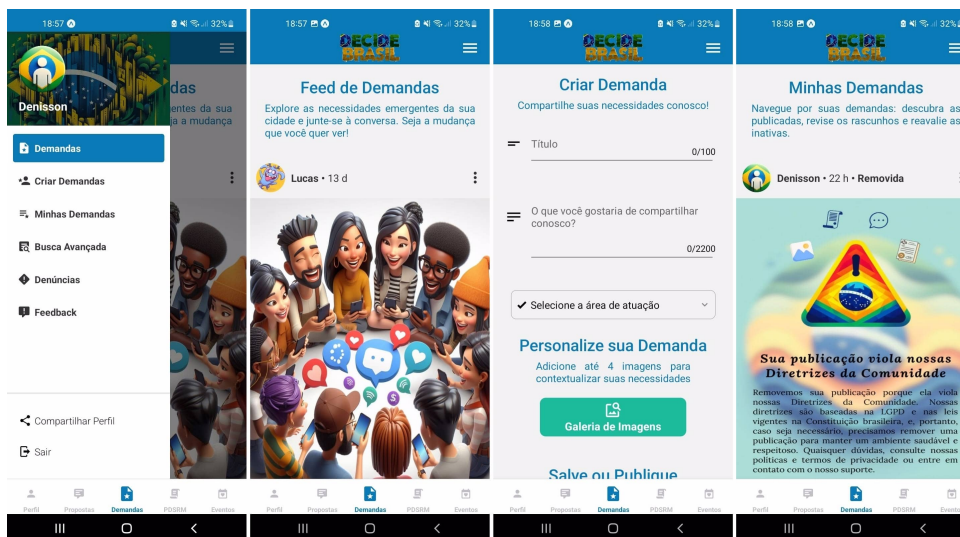 18:57
32%
Denisson
Demandas
Criar Demandas
Minhas Demandas
Busca Avançada
Denúncias
Feedback
Compartilhar Perfil
Sair
das
entes da sua
ja a mudança
Perfil
Propostas
Demandas
PDSRM
Eventos
18:57
32%
DECIDE
BRASIL
Feed de Demandas
Explore as necessidades emergentes da sua
cidade e junte-se à conversa. Seja a mudança
que você quer ver!
Lucas • 13 d
Perfil
Propostas
Demandas
PDSRM
Eventos
18:58
32%
DECIDE
BRASIL
Criar Demanda
Compartilhe suas necessidades conosco!
Título
0/100
O que você gostaria de compartilhar
conosco?
0/2200
Selecione a área de atuação
Personalize sua Demanda
Adicione até 4 imagens para
contextualizar suas necessidades
Galeria de Imagens
Salve ou Publique
Perfil
Propostas
Demandas
PDSRM
Eventos
18:58
32%
DECIDE
BRASIL
Minhas Demandas
Navegue por suas demandas: descubra as
publicadas, revise os rascunhos e reavalie as
inativas.
Denisson • 22 h • Removida
Sua publicação viola nossas
Diretrizes da Comunidade
Removemos sua publicação porque ela viola
nossas Diretrizes da Comunidade. Nossas
diretrizes são baseadas na LGPD e nas leis
vigentes na Constituição brasileira, e, portanto,
caso seja necessário, precisamos remover uma
publicação para manter um ambiente saudável e
respeitoso. Quaisquer dúvidas, consulte nossas
políticas e termos de privacidade ou entre em
contato com o nosso suporte.
Perfil
Propostas
Demandas
PDSRM
Eventos